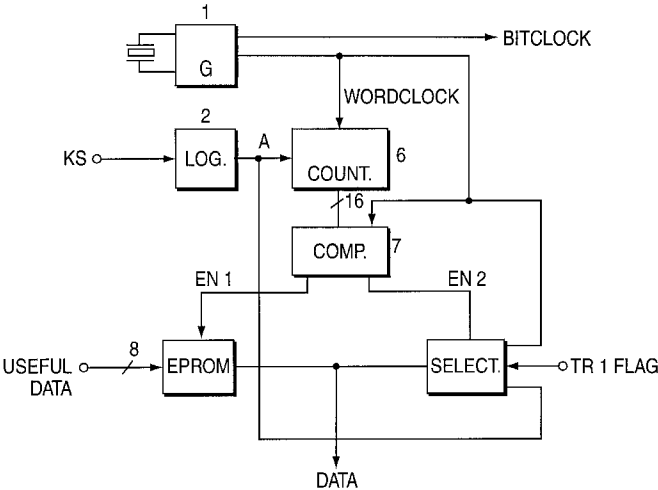 1
G
BITCLOCK
WORDCLOCK
2
KS
LOG.
A
COUNT.
6
16
COMP.
7
EN 1
EN 2
USEFUL
DATA
8
EPROM
SELECT.
TR 1 FLAG
DATA